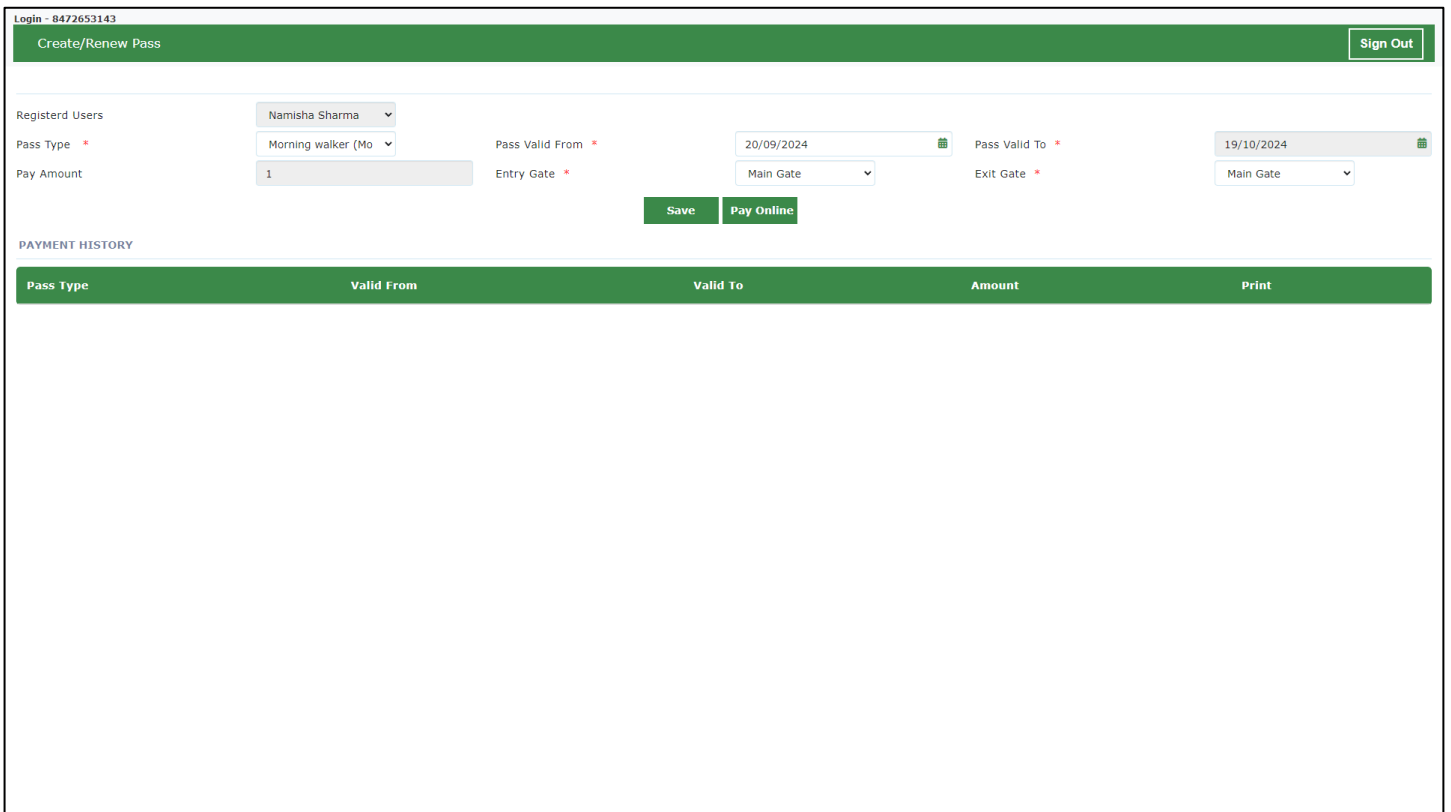 Login - 8472653143
Create/Renew Pass Sign Out
Registerd Users Namisha Sharma
Pass Type * Morning walker (Mo Pass Valid From * 20/09/2024 Pass Valid To * 19/10/2024
Pay Amount 1 Entry Gate * Main Gate Exit Gate * Main Gate
Save Pay Online
PAYMENT HISTORY
Pass Type Valid From Valid To Amount Print